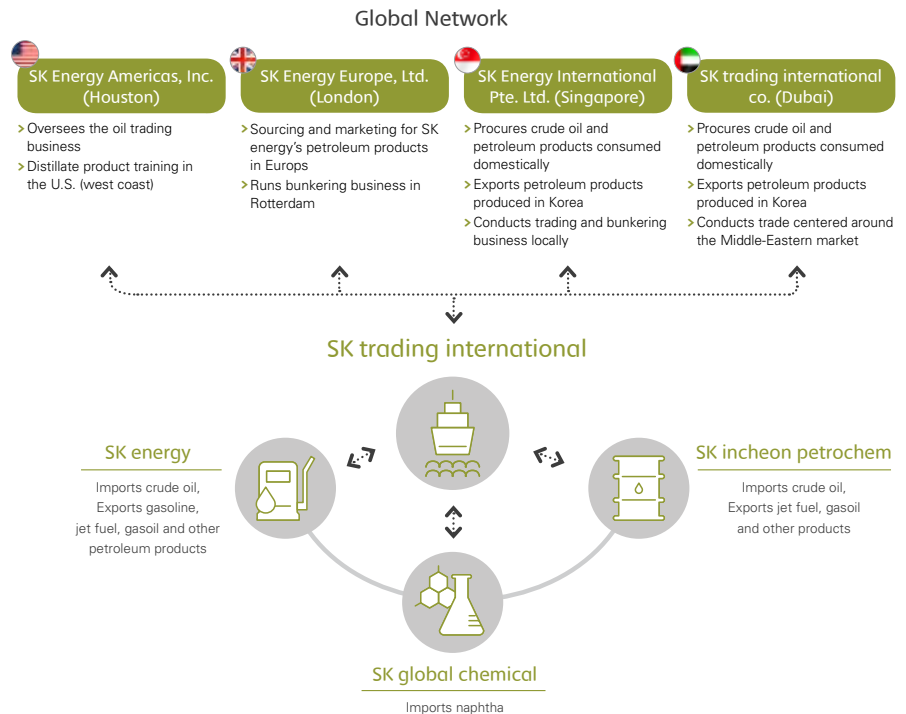 Global Network
SK Energy Americas, Inc.
(Houston)
> Oversees the oil trading
business
> Distillate product training in
the U.S. (west coast)
SK Energy Europe, Ltd.
(London)
> Sourcing and marketing for SK
energy's petroleum products
in Europs
> Runs bunkering business in
Rotterdam
SK Energy International
Pte. Ltd. (Singapore)
> Procures crude oil and
petroleum products consumed
domestically
> Exports petroleum products
produced in Korea
> Conducts trading and bunkering
business locally
SK trading international
co. (Dubai)
> Procures crude oil and
petroleum products consumed
domestically
> Exports petroleum products
produced in Korea
> Conducts trade centered around
the Middle-Eastern market
SK trading international
SK energy
Imports crude oil,
Exports gasoline,
jet fuel, gasoil and other
petroleum products
SK incheon petrochem
Imports crude oil,
Exports jet fuel, gasoil
and other products
SK global chemical
Imports naphtha